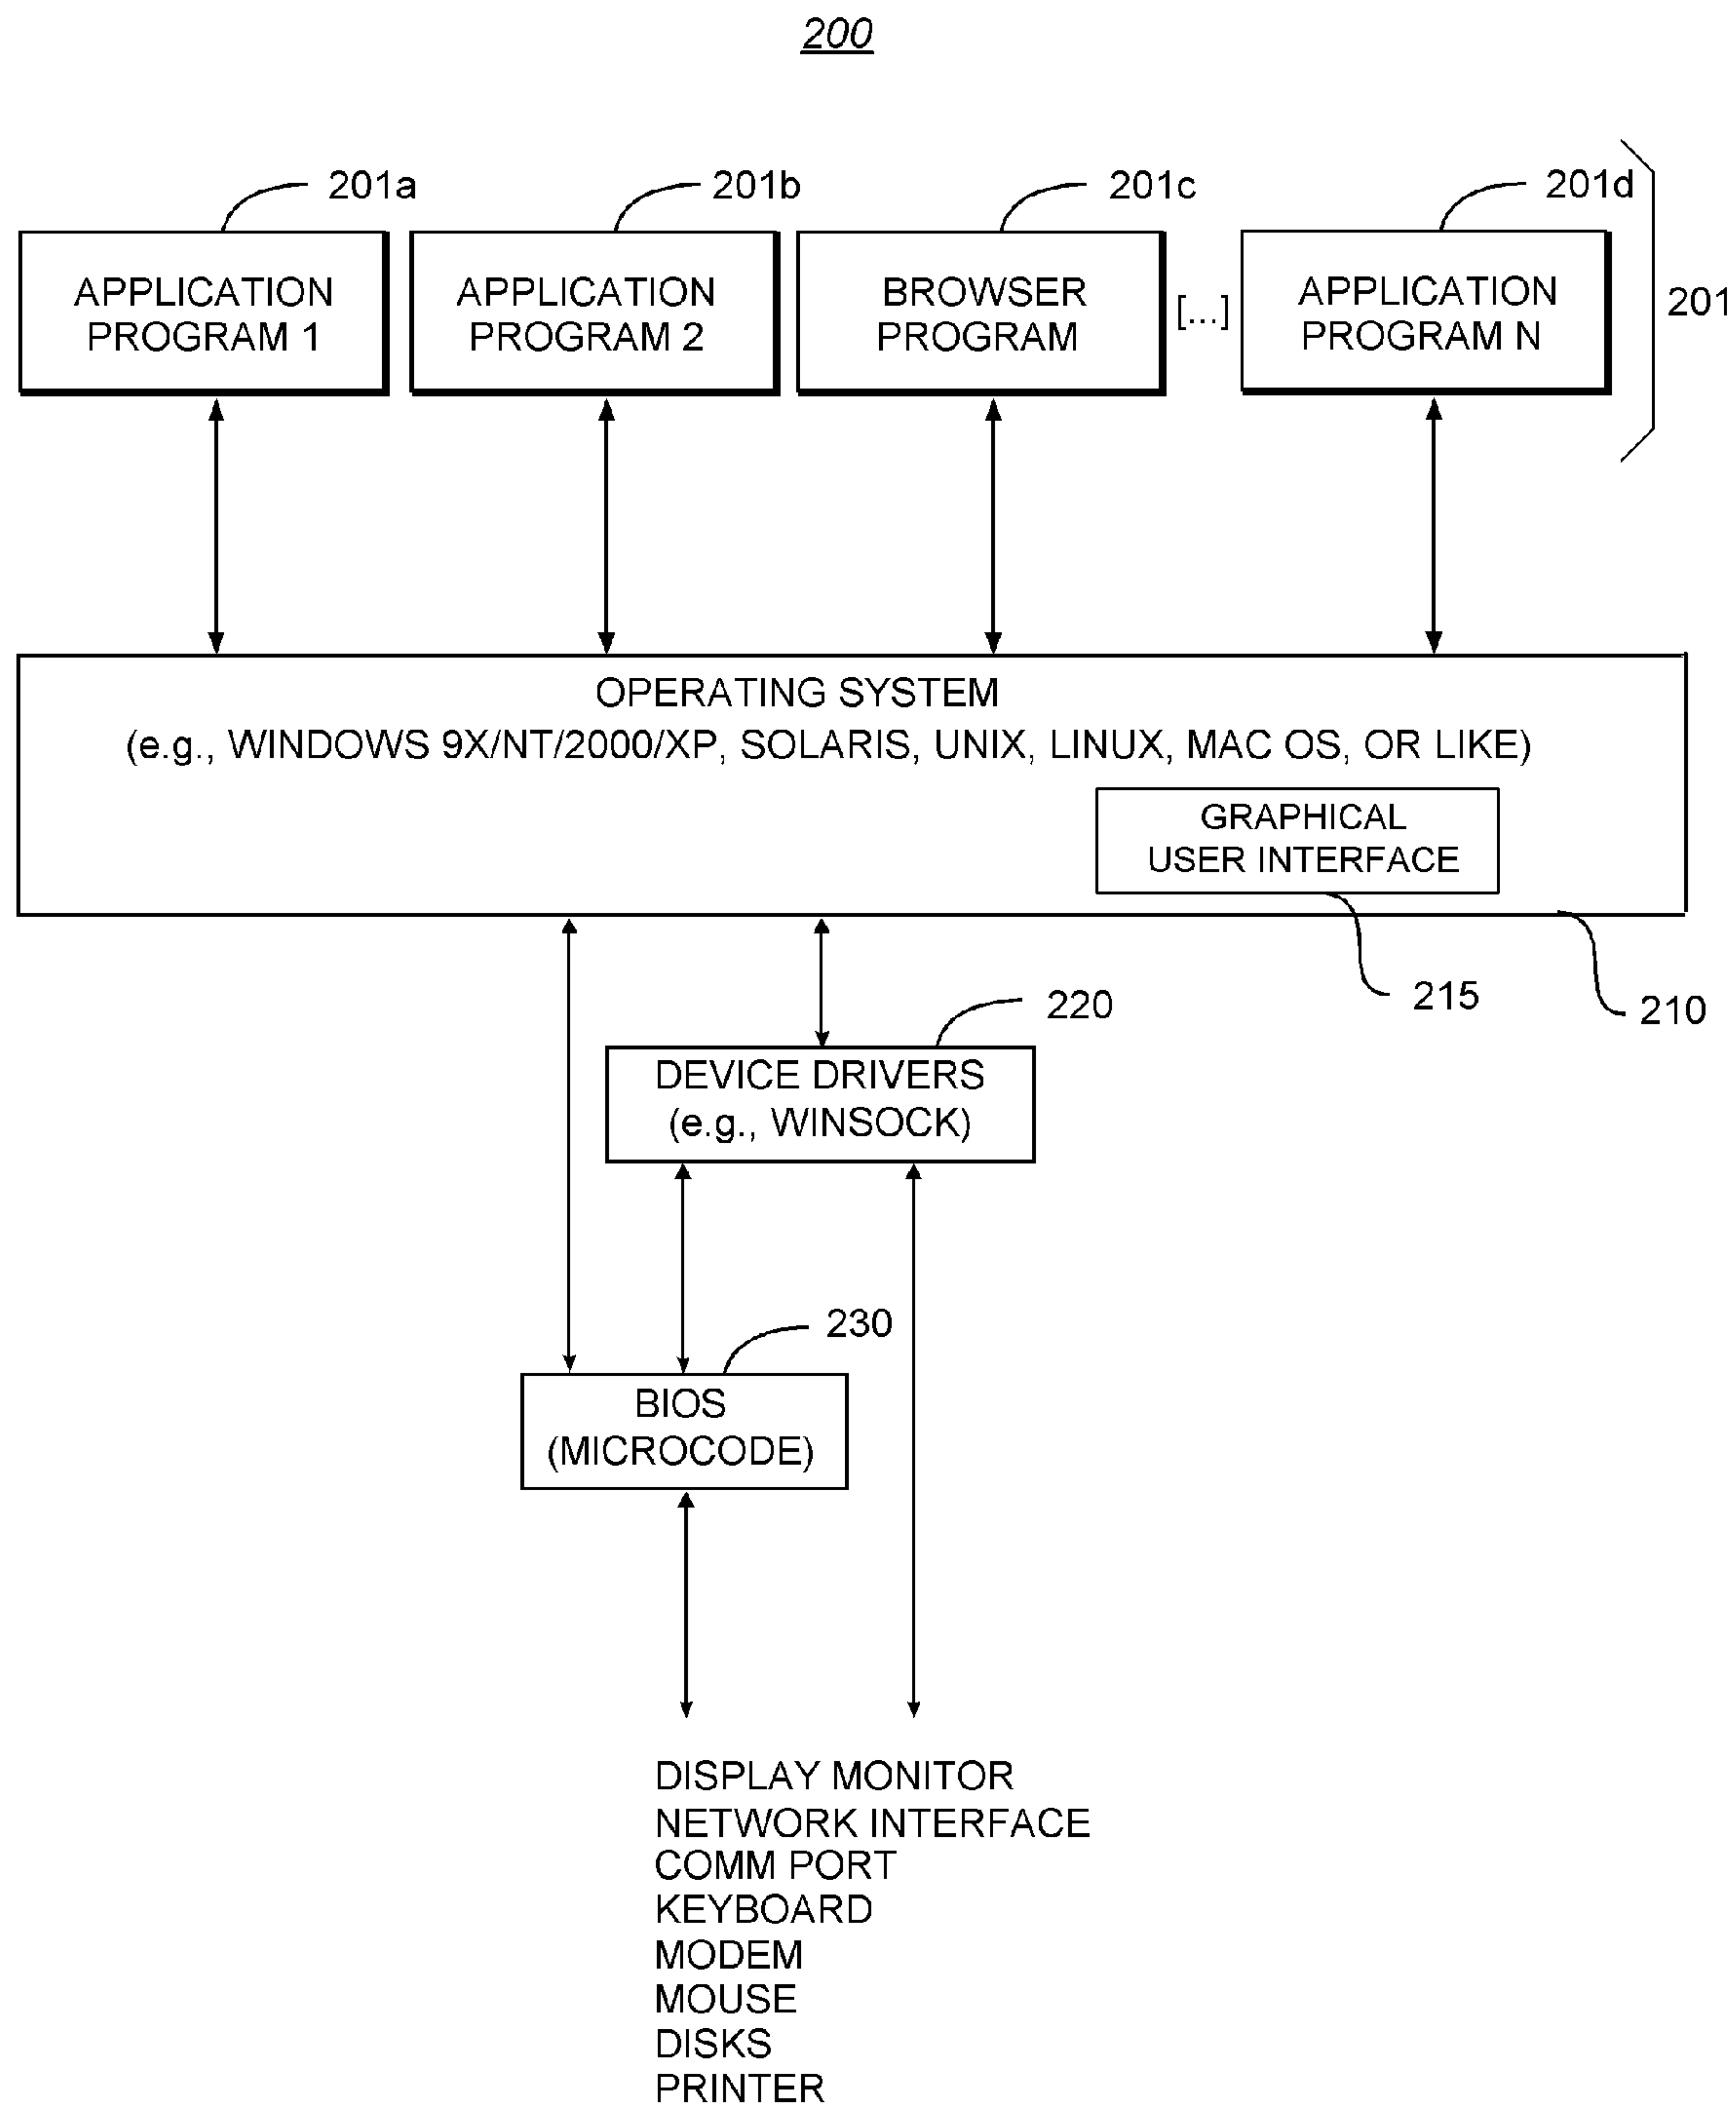 200
201a
201b
201c
201d
APPLICATION
PROGRAM 1
APPLICATION
PROGRAM 2
BROWSER
PROGRAM
[...]
APPLICATION
PROGRAM N
201
OPERATING SYSTEM
(e.g., WINDOWS 9X/NT/2000/XP, SOLARIS, UNIX, LINUX, MAC OS, OR LIKE)
GRAPHICAL
USER INTERFACE
215
210
220
DEVICE DRIVERS
(e.g., WINSOCK)
230
BIOS
(MICROCODE)
DISPLAY MONITOR
NETWORK INTERFACE
COMM PORT
KEYBOARD
MODEM
MOUSE
DISKS
PRINTER